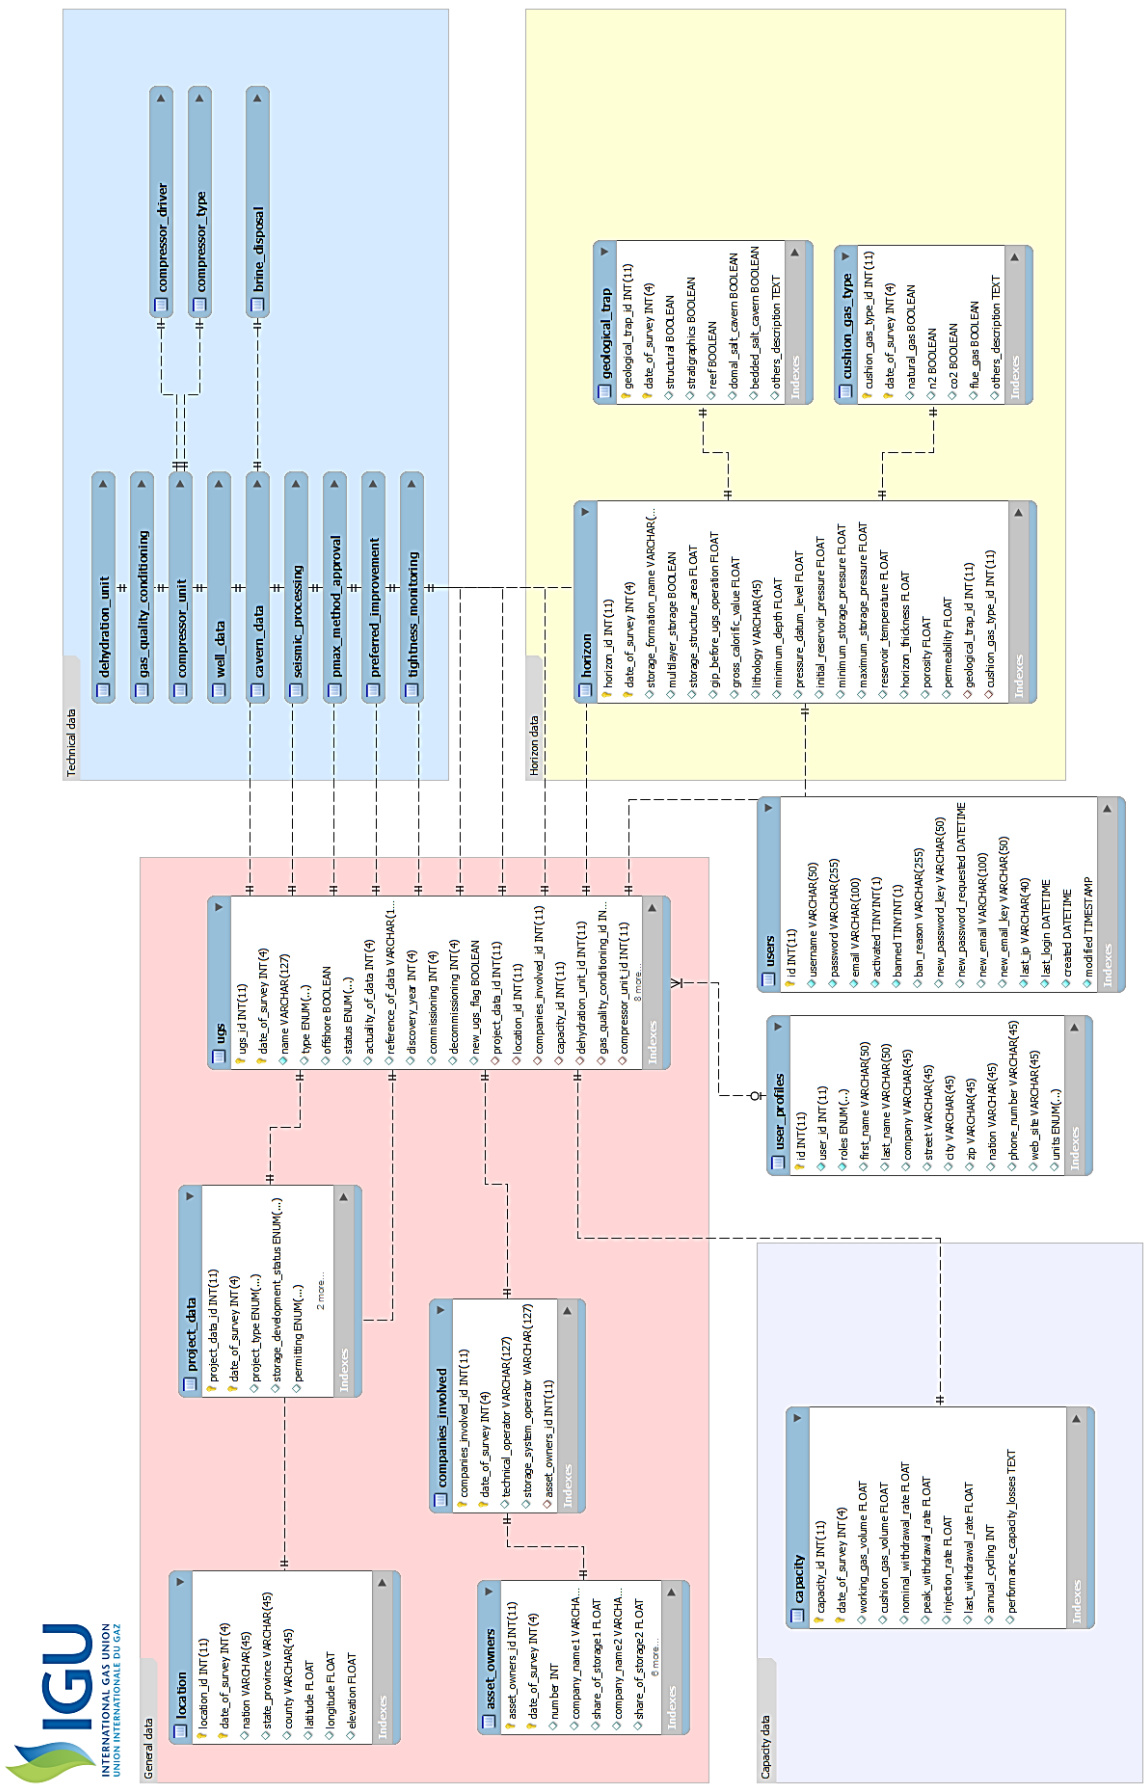 IGU
INTERNATIONAL GAS UNION
UNION INTERNATIONALE DU GAZ
General data
location
location_id INT(11)
date_of_survey INT(4)
nation VARCHAR(45)
state_province VARCHAR(45)
county VARCHAR(45)
latitude FLOAT
longitude FLOAT
elevation FLOAT
Indexes
project_data
project_data_id INT(11)
date_of_survey INT(4)
project_type ENUM(...)
storage_development_status ENUM(...)
permitting ENUM(...)
2 more...
Indexes
ugs
ugs_id INT(11)
date_of_survey INT(4)
name VARCHAR(127)
type ENUM(...)
offshore BOOLEAN
status ENUM(...)
actuality_of_data INT(4)
reference_of_data VARCHAR(1...
discovery_year INT(4)
commissioning INT(4)
decommissioning INT(4)
new_ugs_flag BOOLEAN
project_data_id INT(11)
location_id INT(11)
companies_involved_id INT(11)
capacity_id INT(11)
dehydration_unit_id INT(11)
gas_quality_conditioning_id IN...
compressor_unit_id INT(11)
8 more...
Indexes
asset_owners
asset_owners_id INT(11)
date_of_survey INT(4)
number INT
company_name1 VARCHA...
share_of_storage1 FLOAT
company_name2 VARCHA...
share_of_storage2 FLOAT
6 more...
Indexes
companies_involved
companies_involved_id INT(11)
date_of_survey INT(4)
technical_operator VARCHAR(127)
storage_system_operator VARCHAR(127)
asset_owners_id INT(11)
Indexes
Technical data
dehydration_unit
gas_quality_conditioning
compressor_unit
well_data
cavern_data
seismic_processing
pmax_method_approval
preferred_improvement
tightness_monitoring
compressor_driver
compressor_type
brine_disposal
Horizon data
horizon
horizon_id INT(11)
date_of_survey INT(4)
storage_formation_name VARCHAR(...
multilayer_storage BOOLEAN
storage_structure_area FLOAT
gip_before_ugs_operation FLOAT
gross_calorific_value FLOAT
lithology VARCHAR(45)
minimum_depth FLOAT
pressure_datum_level FLOAT
initial_reservoir_pressure FLOAT
minimum_storage_pressure FLOAT
maximum_storage_pressure FLOAT
reservoir_temperature FLOAT
horizon_thickness FLOAT
porosity FLOAT
permeability FLOAT
geological_trap_id INT(11)
cushion_gas_type_id INT(11)
Indexes
geological_trap
geological_trap_id INT(11)
date_of_survey INT(4)
structural BOOLEAN
stratigraphics BOOLEAN
reef BOOLEAN
domal_salt_cavern BOOLEAN
bedded_salt_cavern BOOLEAN
others_description TEXT
Indexes
cushion_gas_type
cushion_gas_type_id INT(11)
date_of_survey INT(4)
natural_gas BOOLEAN
n2 BOOLEAN
co2 BOOLEAN
flue_gas BOOLEAN
others_description TEXT
Indexes
Capacity data
capacity
capacity_id INT(11)
date_of_survey INT(4)
working_gas_volume FLOAT
cushion_gas_volume FLOAT
nominal_withdrawal_rate FLOAT
peak_withdrawal_rate FLOAT
injection_rate FLOAT
last_withdrawal_rate FLOAT
annual_cycling INT
performance_capacity_losses TEXT
Indexes
user_profiles
id INT(11)
user_id INT(11)
roles ENUM(...)
first_name VARCHAR(50)
last_name VARCHAR(50)
company VARCHAR(45)
street VARCHAR(45)
city VARCHAR(45)
zip VARCHAR(45)
nation VARCHAR(45)
phone_number VARCHAR(45)
web_site VARCHAR(45)
units ENUM(...)
Indexes
users
id INT(11)
username VARCHAR(50)
password VARCHAR(255)
email VARCHAR(100)
activated TINYINT(1)
banned TINYINT(1)
ban_reason VARCHAR(255)
new_password_key VARCHAR(50)
new_password_requested DATETIME
new_email VARCHAR(100)
new_email_key VARCHAR(50)
last_ip VARCHAR(40)
last_login DATETIME
created DATETIME
modified TIMESTAMP
Indexes